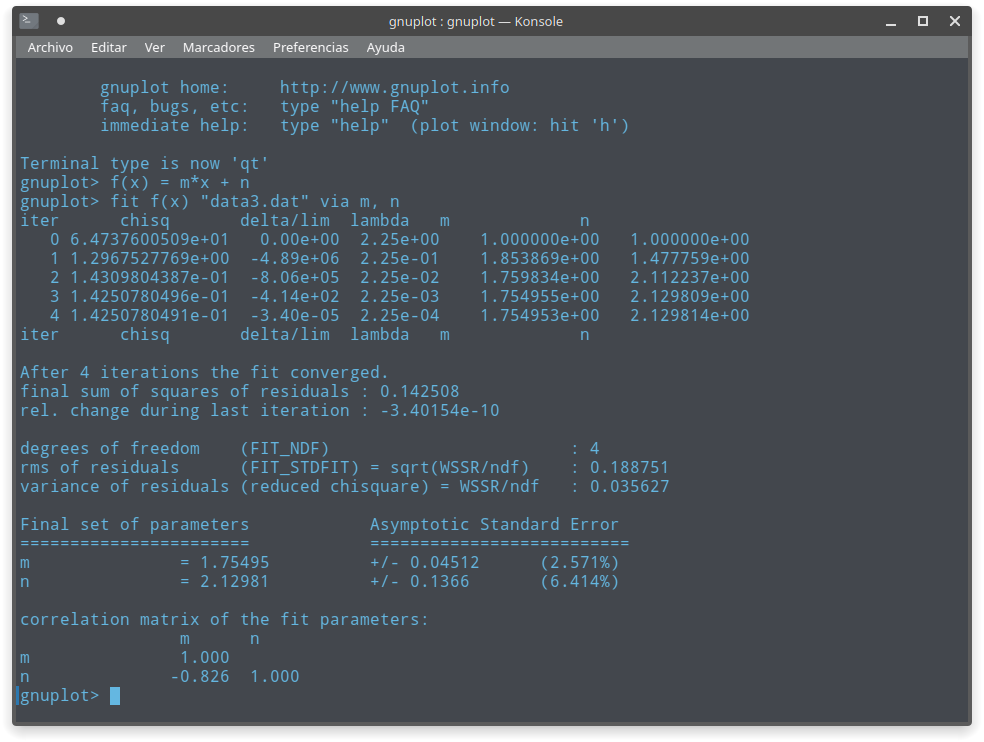 gnuplot : gnuplot — Konsole
Archivo Editar Ver Marcadores Preferencias Ayuda
gnuplot home:     http://www.gnuplot.info
faq, bugs, etc:   type "help FAQ"
immediate help:   type "help"  (plot window: hit 'h')
Terminal type is now 'qt'
gnuplot> f(x) = m*x + n
gnuplot> fit f(x) "data3.dat" via m, n
iter      chisq       delta/lim  lambda   m             n
   0 6.4737600509e+01   0.00e+00  2.25e+00    1.000000e+00   1.000000e+00
   1 1.2967527769e+00  -4.89e+06  2.25e-01    1.853869e+00   1.477759e+00
   2 1.4309804387e-01  -8.06e+05  2.25e-02    1.759834e+00   2.112237e+00
   3 1.4250780496e-01  -4.14e+02  2.25e-03    1.754955e+00   2.129809e+00
   4 1.4250780491e-01  -3.40e-05  2.25e-04    1.754953e+00   2.129814e+00
iter      chisq       delta/lim  lambda   m             n
After 4 iterations the fit converged.
final sum of squares of residuals : 0.142508
rel. change during last iteration : -3.40154e-10
degrees of freedom    (FIT_NDF)                        : 4
rms of residuals      (FIT_STDFIT) = sqrt(WSSR/ndf)    : 0.188751
variance of residuals (reduced chisquare) = WSSR/ndf   : 0.035627
Final set of parameters            Asymptotic Standard Error
=======================            ==========================
m               = 1.75495          +/- 0.04512      (2.571%)
n               = 2.12981          +/- 0.1366       (6.414%)
correlation matrix of the fit parameters:
                m      n
m               1.000
n              -0.826  1.000
gnuplot>